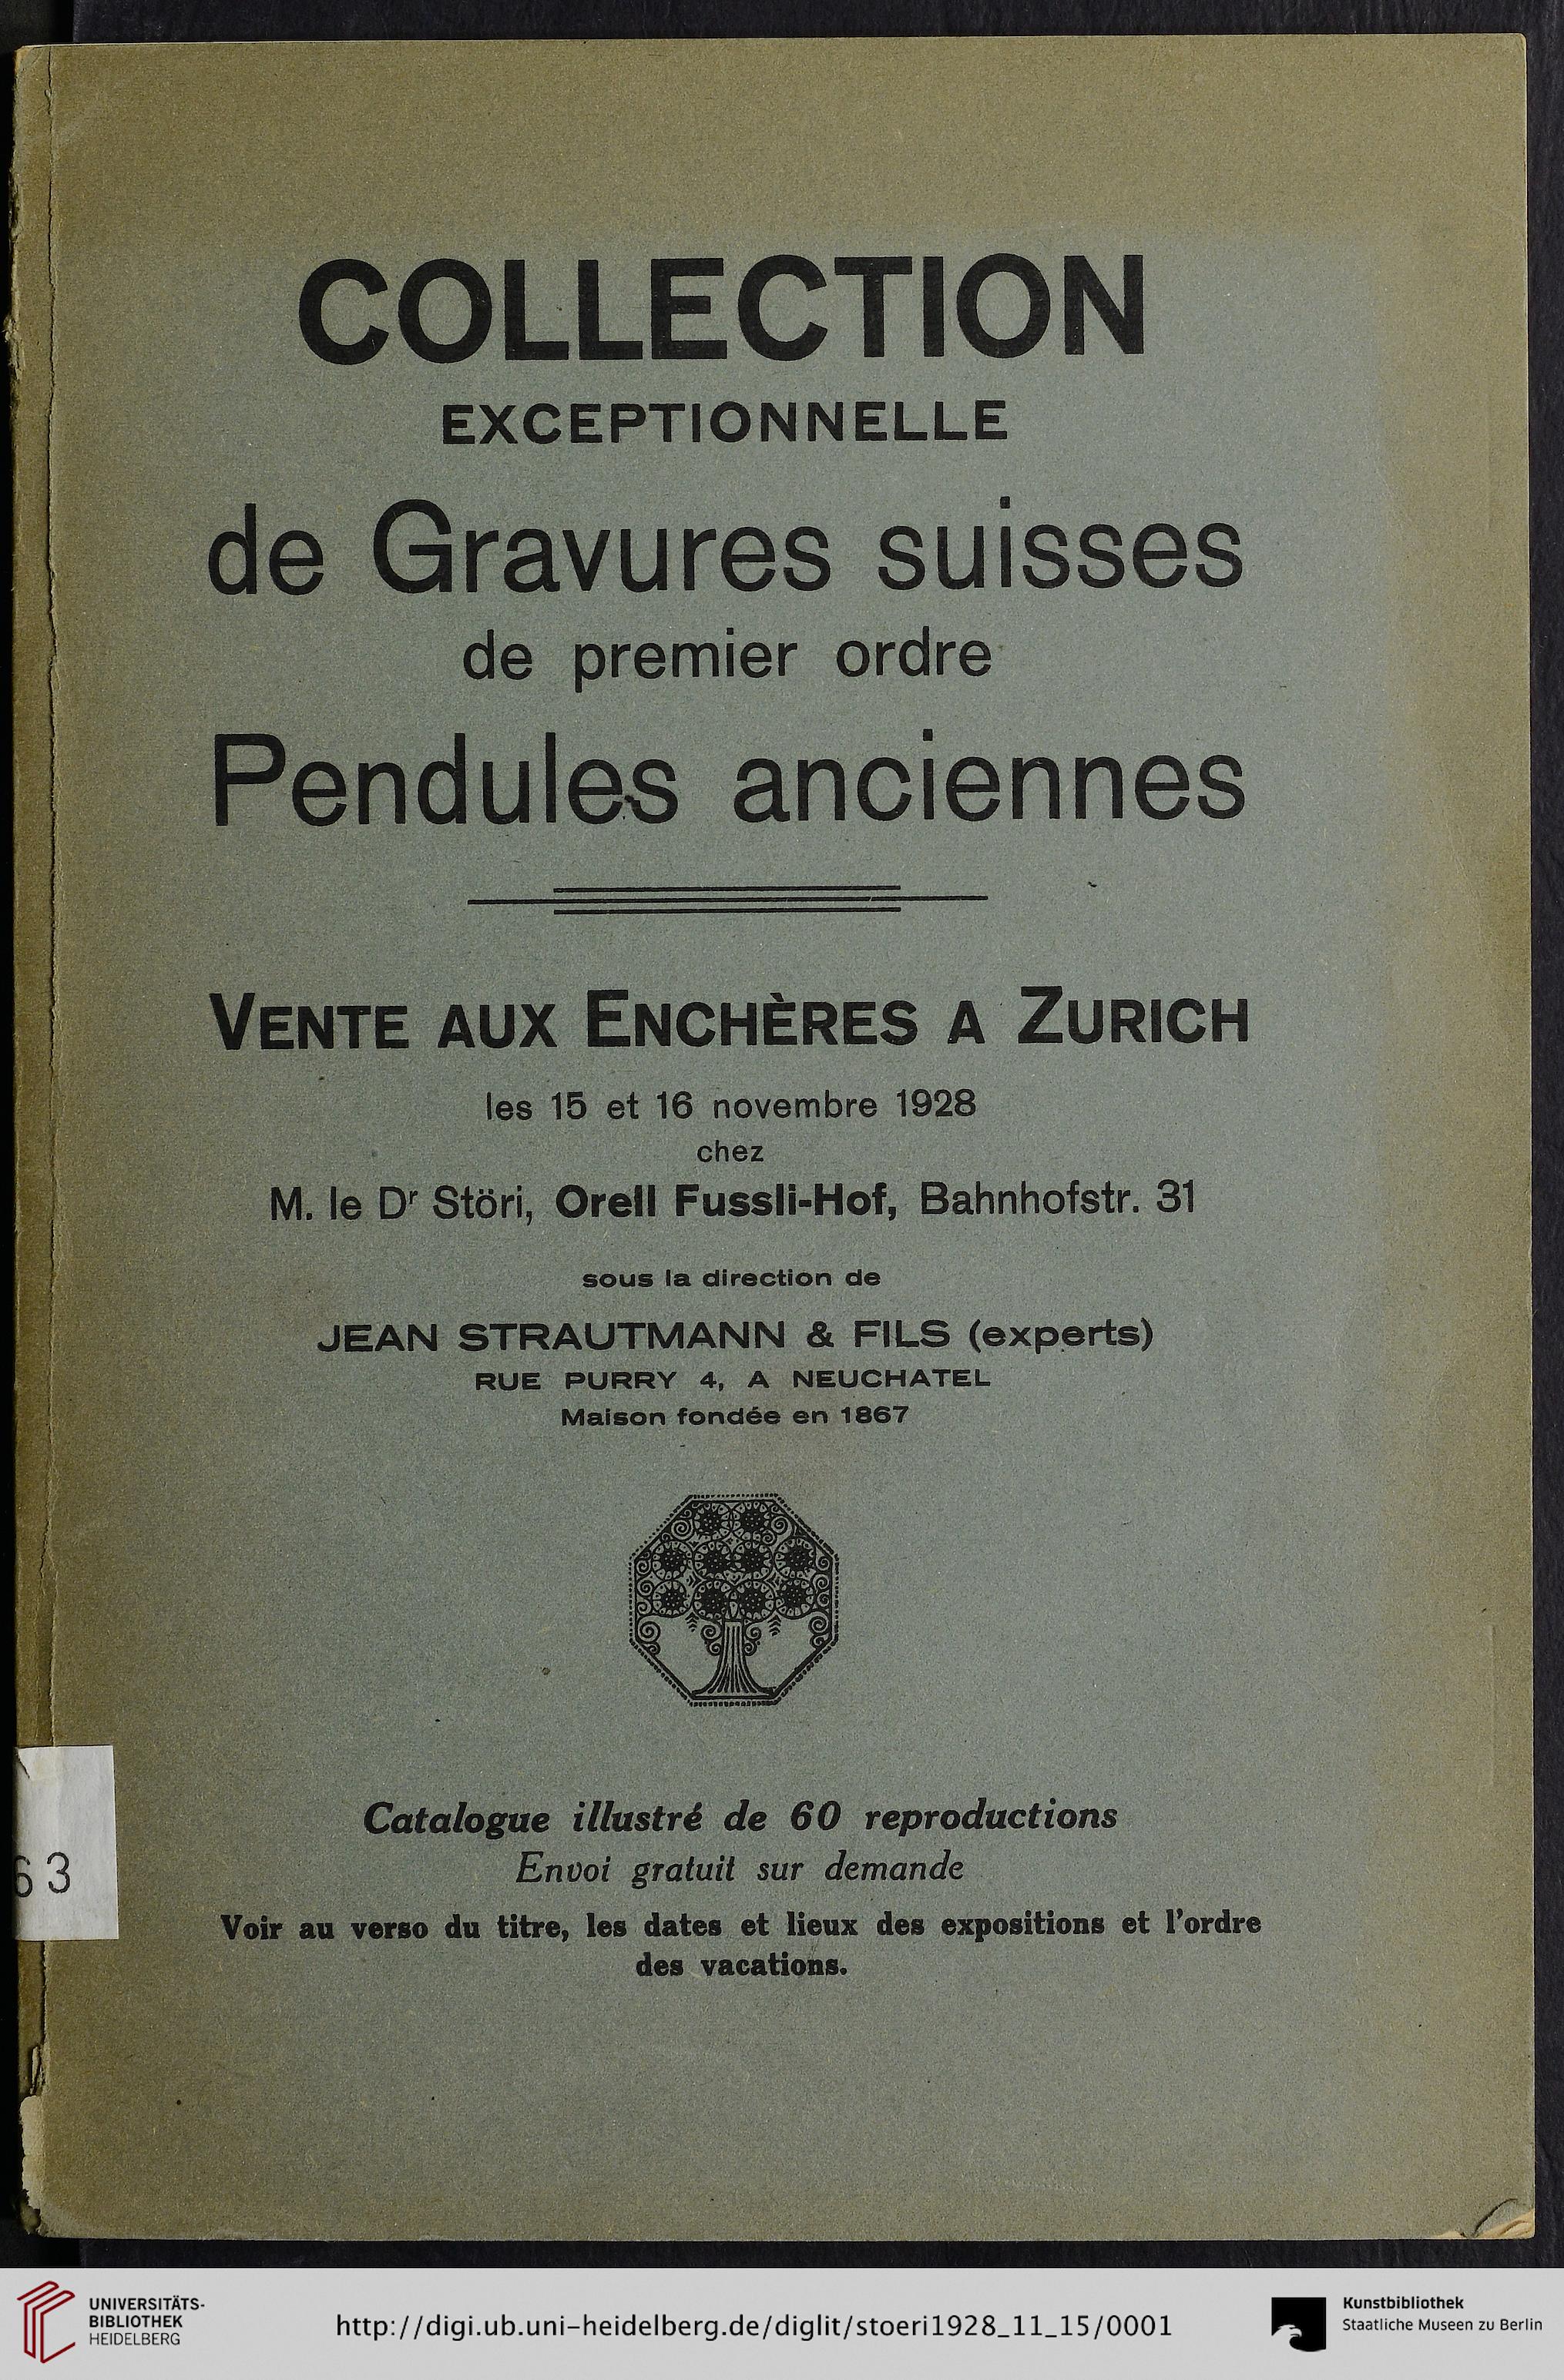 COLLECTION
EXCEPTIONNELLE
de Gravures suisses
de premier ordre
Pendules anciennes
VENTE AUX ENCHÈRES A ZURICH
les 15 et 16 novembre 1928
chez
M. le Dr Störi, Orell Fussli-Hof, Bahnhofstr. 31
sous la direction de
JEAN STRAUTMANN & FILS (experts)
RUE PURRY 4, A NEUCHATEL
Maison fondée en 1867
Catalogue illustré de 60 reproductions
Envoi gratuit sur demande
Voir au verso du titre, les dates et lieux des expositions et l'ordre
des vacations.
63
UNIVERSITÄTS-
BIBLIOTHEK
HEIDELBERG
http://digi.ub.uni-heidelberg.de/diglit/stoeri1928_11_15/0001
Kunstbibliothek
Staatliche Museen zu Berlin